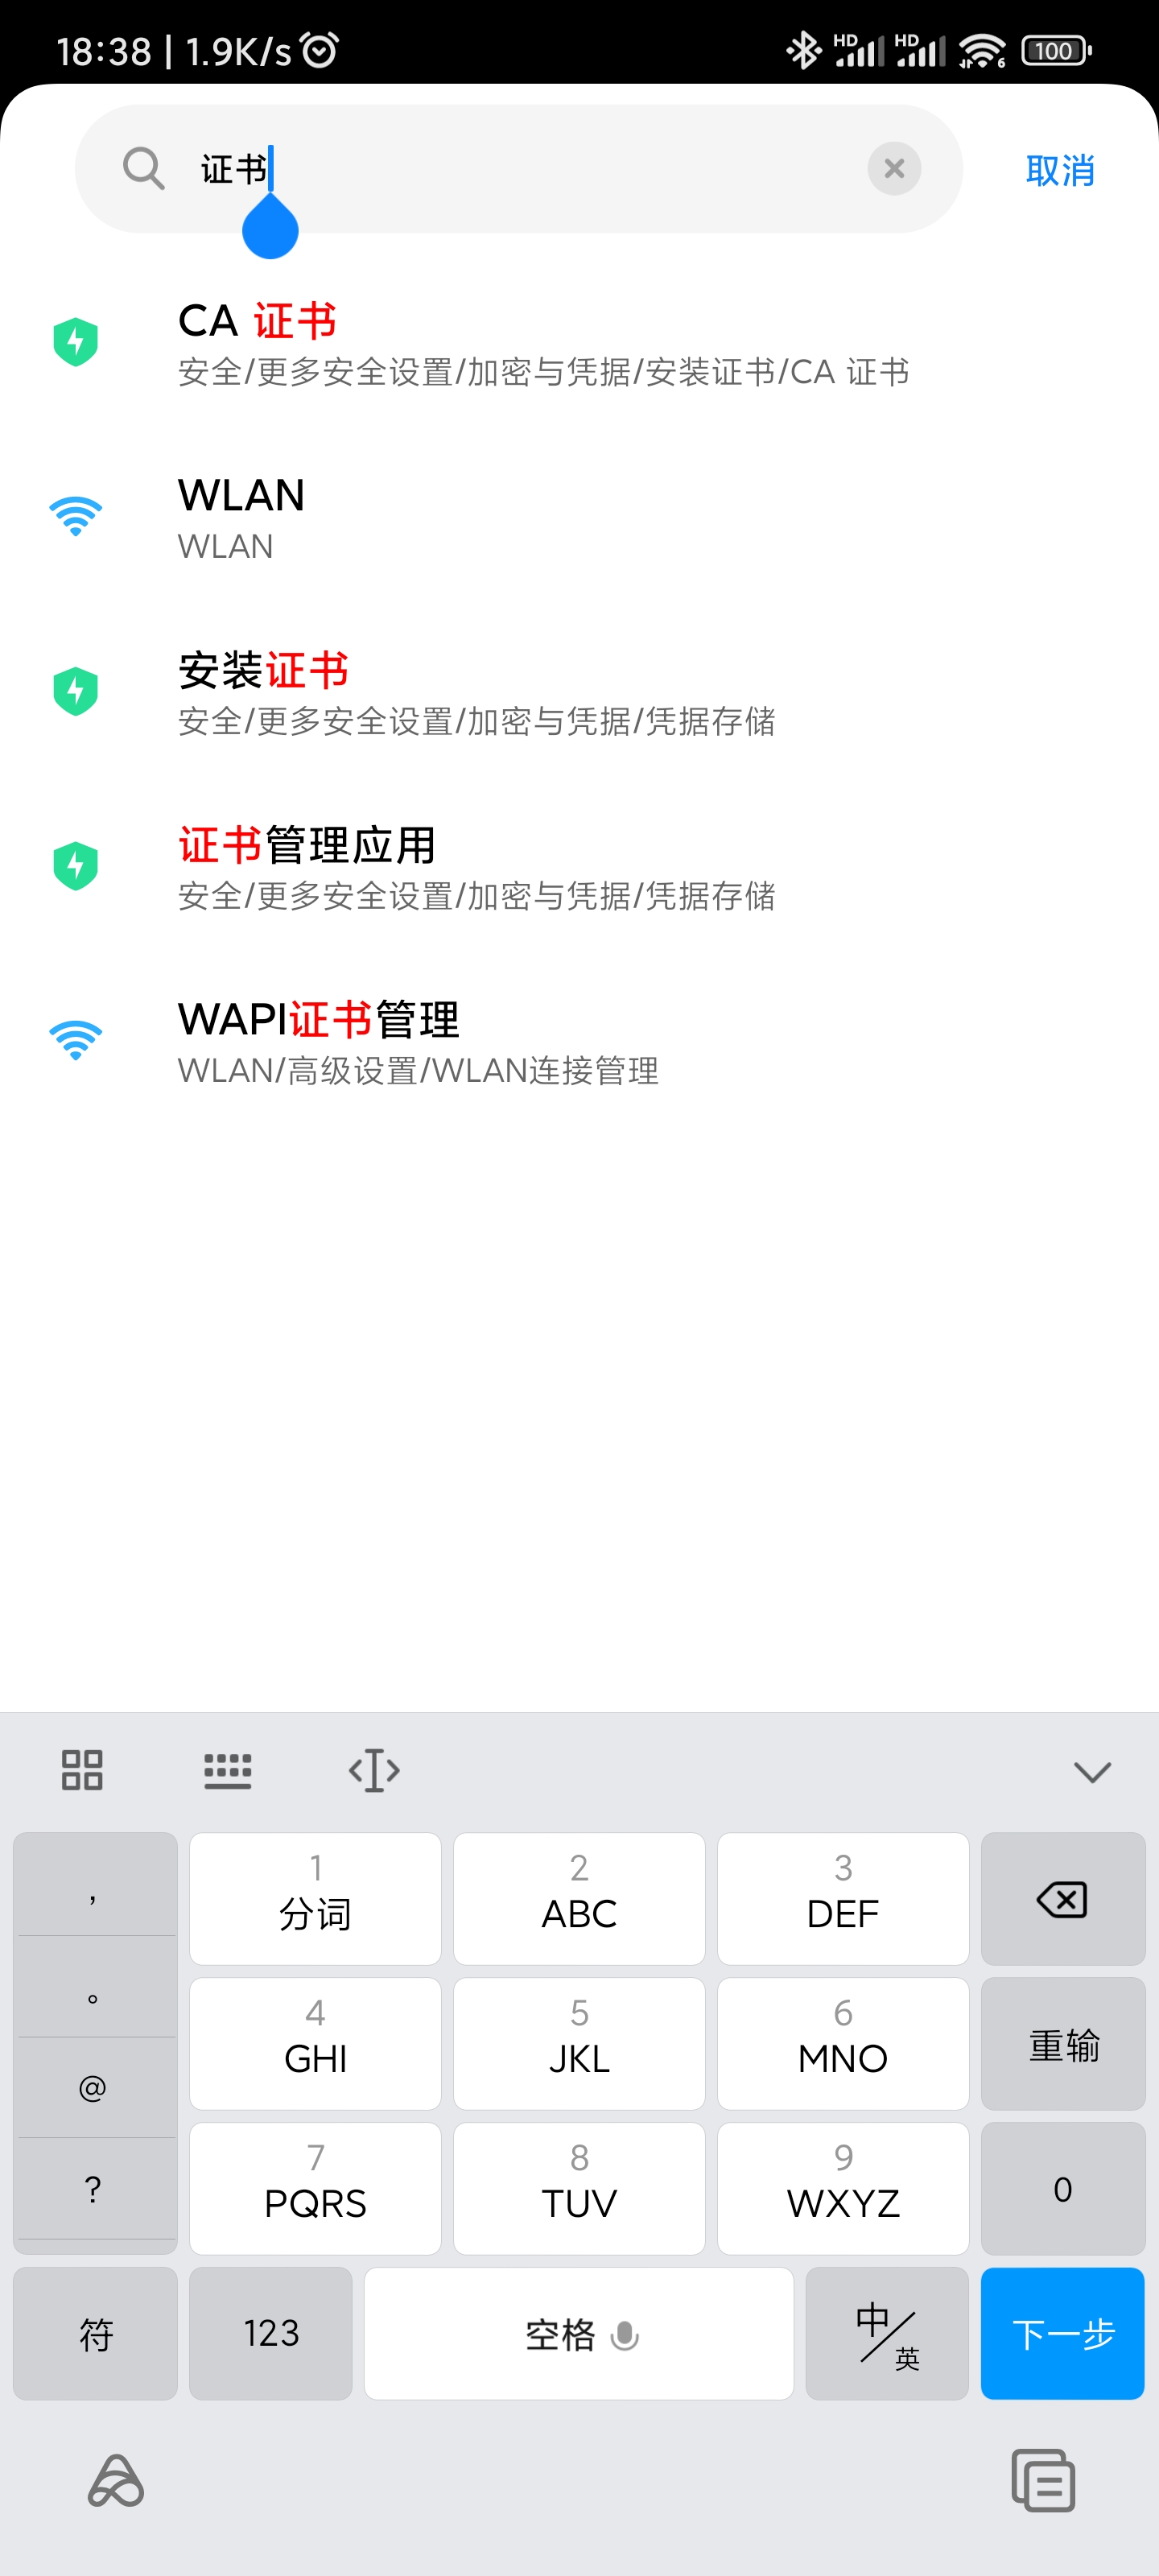 18:38 | 1.9K/s HD HD 6 100
证书 取消
CA 证书
安全/更多安全设置/加密与凭据/安装证书/CA 证书
WLAN
WLAN
安装证书
安全/更多安全设置/加密与凭据/凭据存储
证书管理应用
安全/更多安全设置/加密与凭据/凭据存储
WAPI证书管理
WLAN/高级设置/WLAN连接管理
, 1 2 3
分词 ABC DEF
。 4 5 6
GHI JKL MNO 重输
@
? 7 8 9
PQRS TUV WXYZ 0
符 123 空格 中/英 下一步